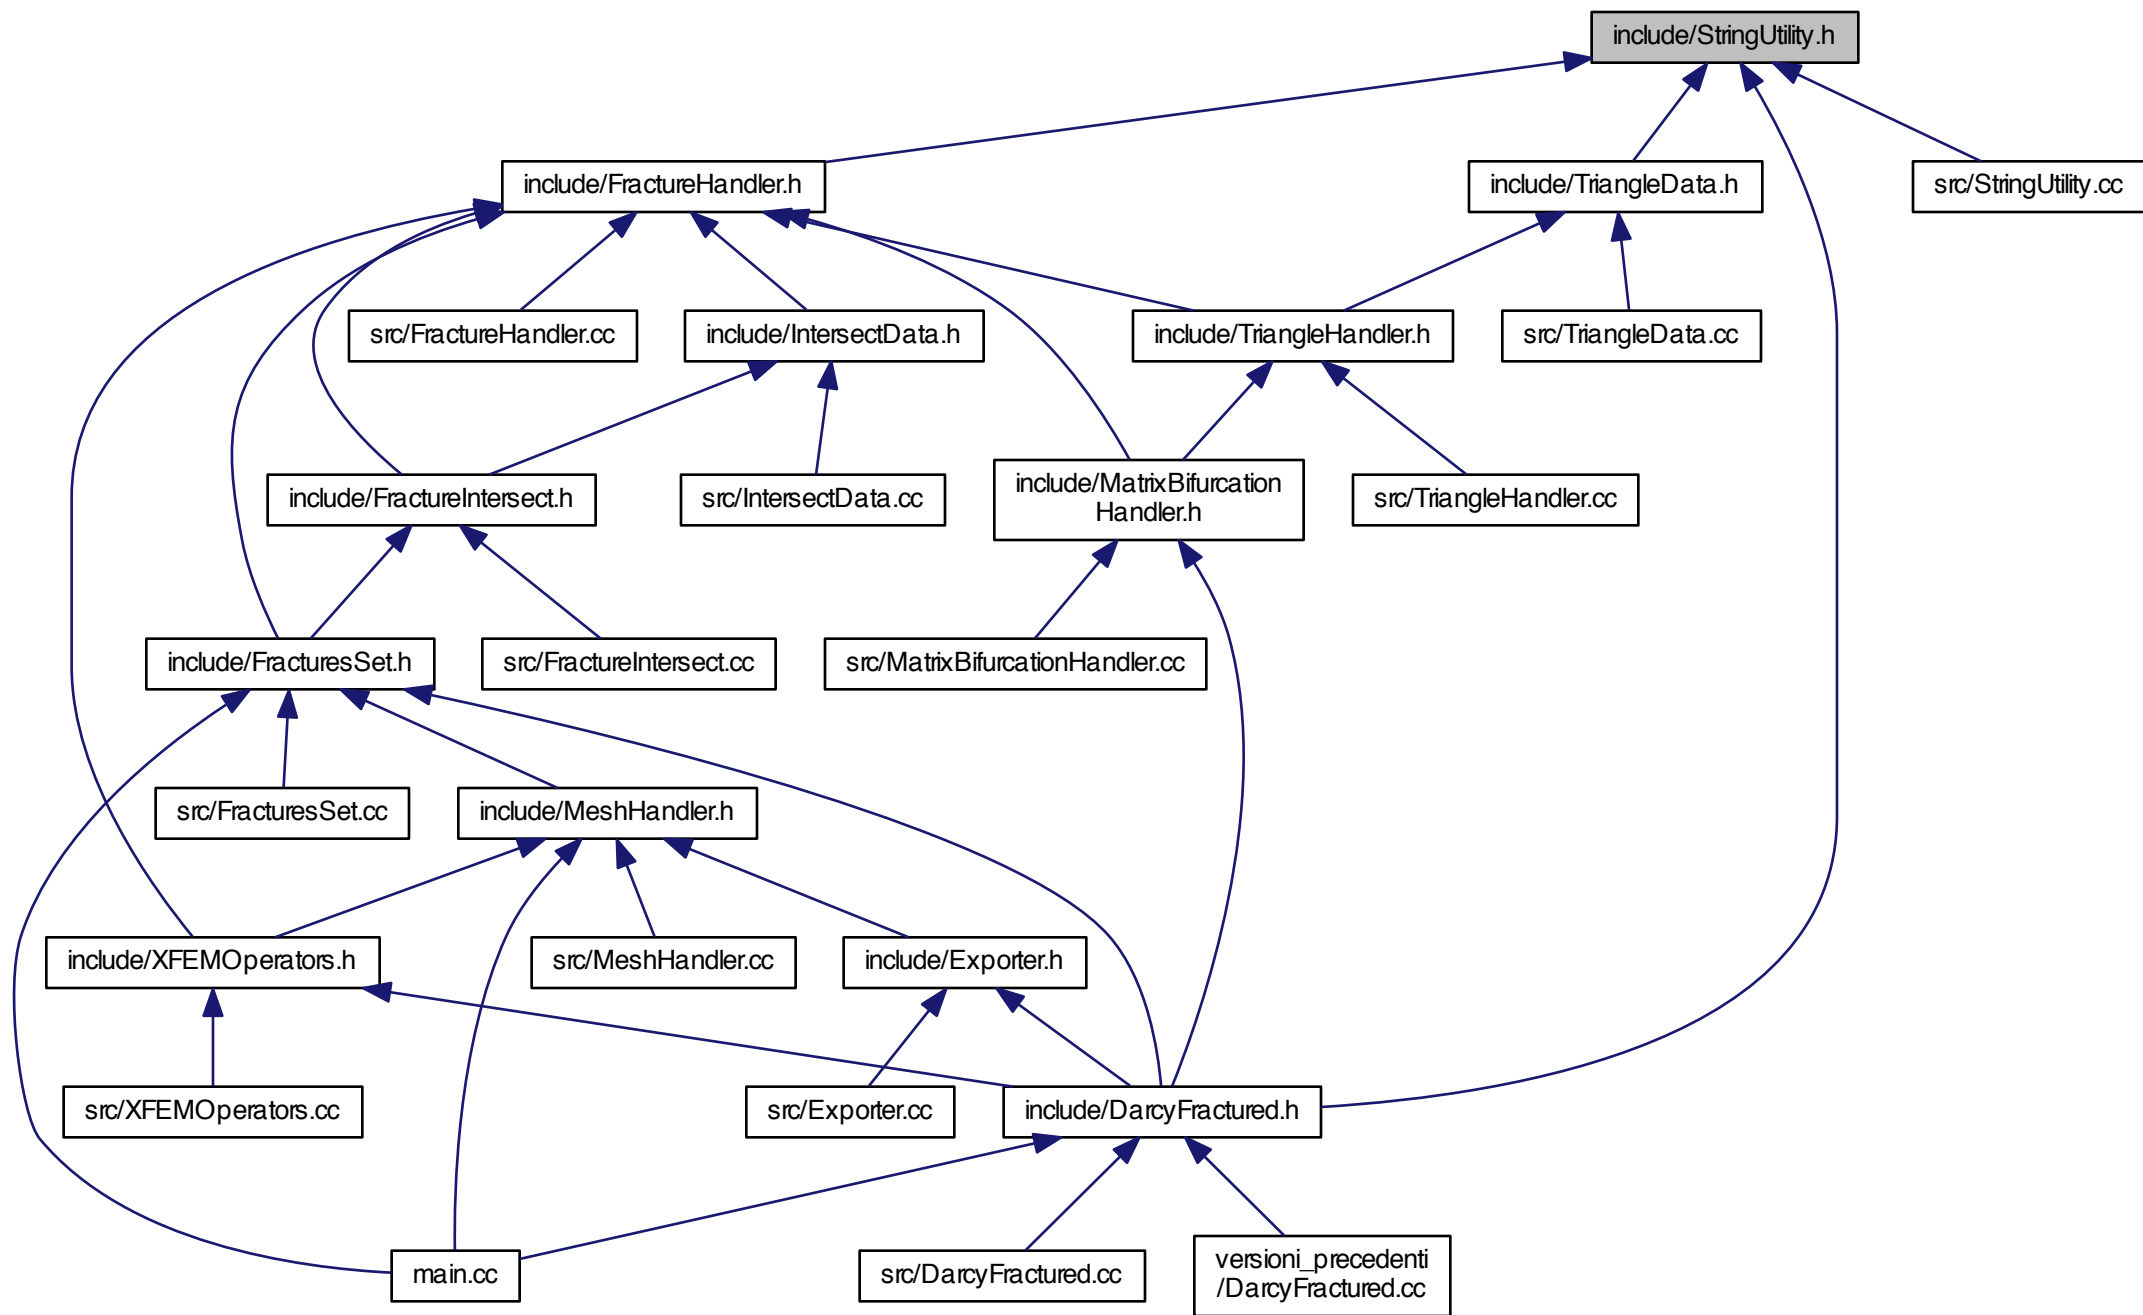 include/StringUtility.h
include/FractureHandler.h
include/TriangleData.h
src/StringUtility.cc
src/FractureHandler.cc
include/IntersectData.h
include/TriangleHandler.h
src/TriangleData.cc
include/FractureIntersect.h
src/IntersectData.cc
include/MatrixBifurcation
Handler.h
src/TriangleHandler.cc
include/FracturesSet.h
src/FractureIntersect.cc
src/MatrixBifurcationHandler.cc
src/FracturesSet.cc
include/MeshHandler.h
include/XFEMOperators.h
src/MeshHandler.cc
include/Exporter.h
src/XFEMOperators.cc
src/Exporter.cc
include/DarcyFractured.h
main.cc
src/DarcyFractured.cc
versioni_precedenti
/DarcyFractured.cc